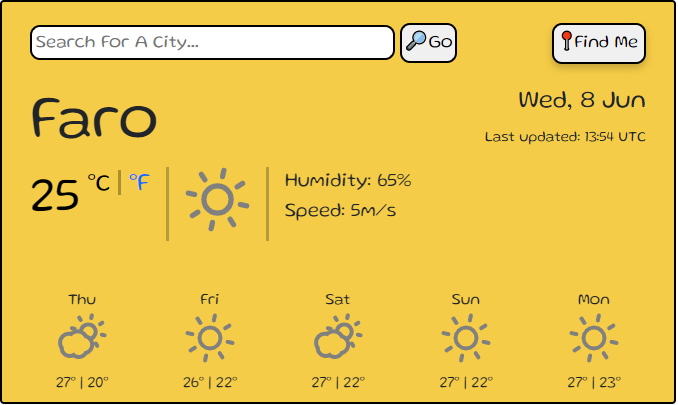 Search For A City...
Go
Find Me
Faro
Wed, 8 Jun
Last updated: 13:54 UTC
25 °C | °F
Humidity: 65%
Speed: 5m/s
Thu Fri Sat Sun Mon
27° | 20° 26° | 22° 27° | 22° 27° | 22° 27° | 23°